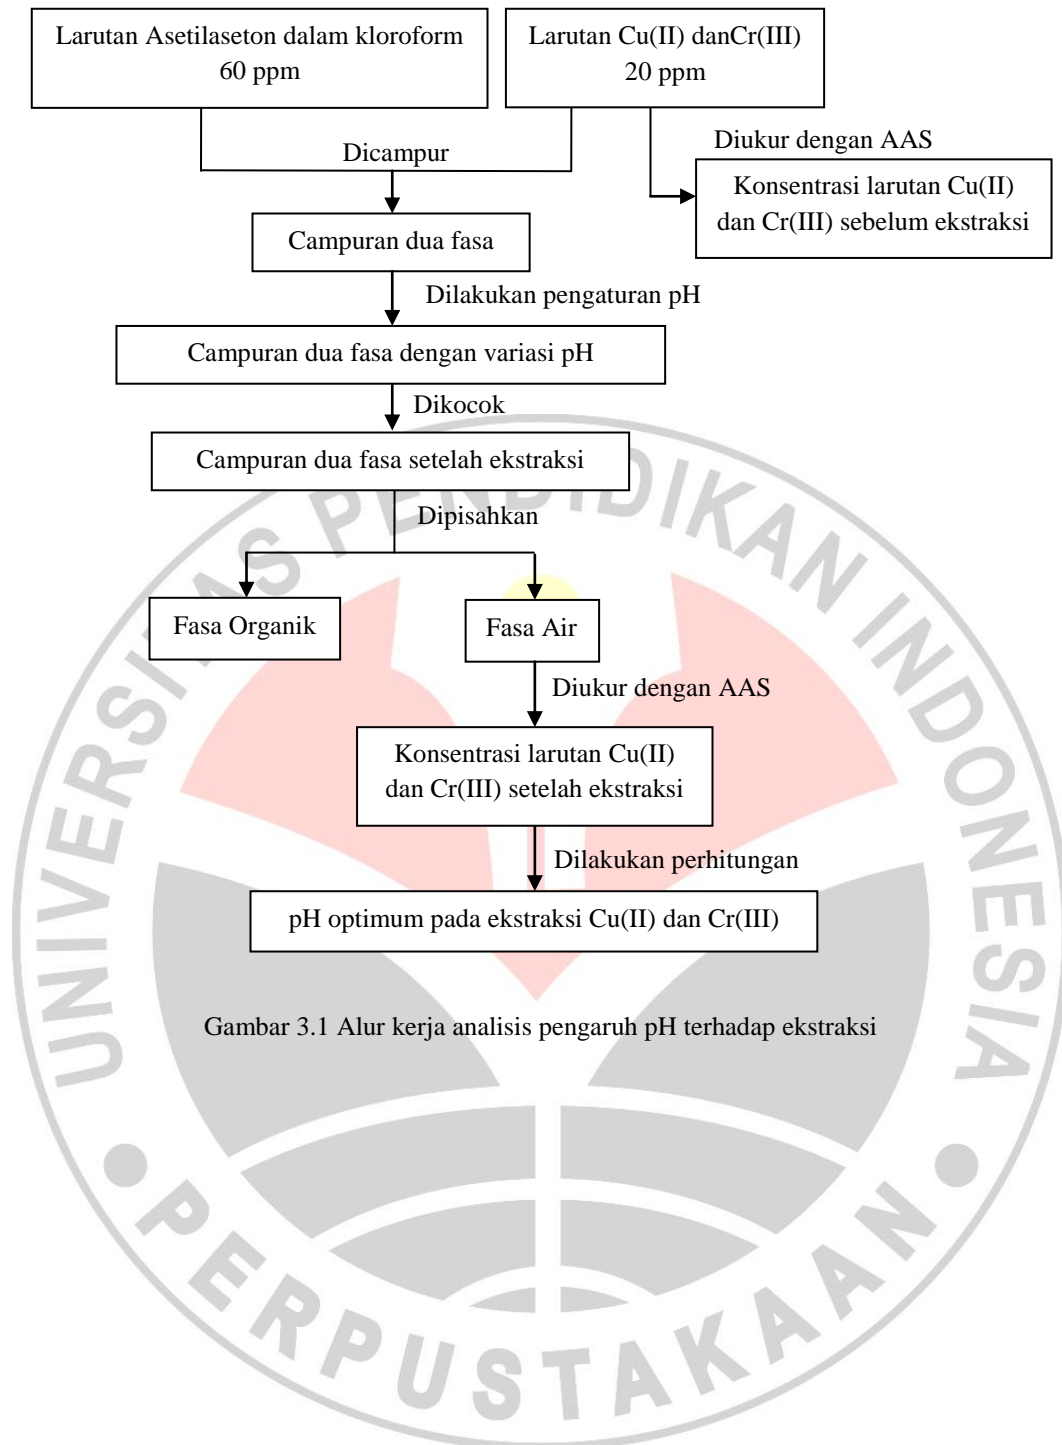 Larutan Asetilaseton dalam kloroform
60 ppm
Larutan Cu(II) danCr(III)
20 ppm
Dicampur
Diukur dengan AAS
Konsentrasi larutan Cu(II)
dan Cr(III) sebelum ekstraksi
Campuran dua fasa
Dilakukan pengaturan pH
Campuran dua fasa dengan variasi pH
Dikocok
Campuran dua fasa setelah ekstraksi
Dipisahkan
Fasa Organik
Fasa Air
Diukur dengan AAS
Konsentrasi larutan Cu(II)
dan Cr(III) setelah ekstraksi
Dilakukan perhitungan
pH optimum pada ekstraksi Cu(II) dan Cr(III)
Gambar 3.1 Alur kerja analisis pengaruh pH terhadap ekstraksi
UNIVERSITAS PENDIDIKAN INDONESIA
PERPUSTAKAAN